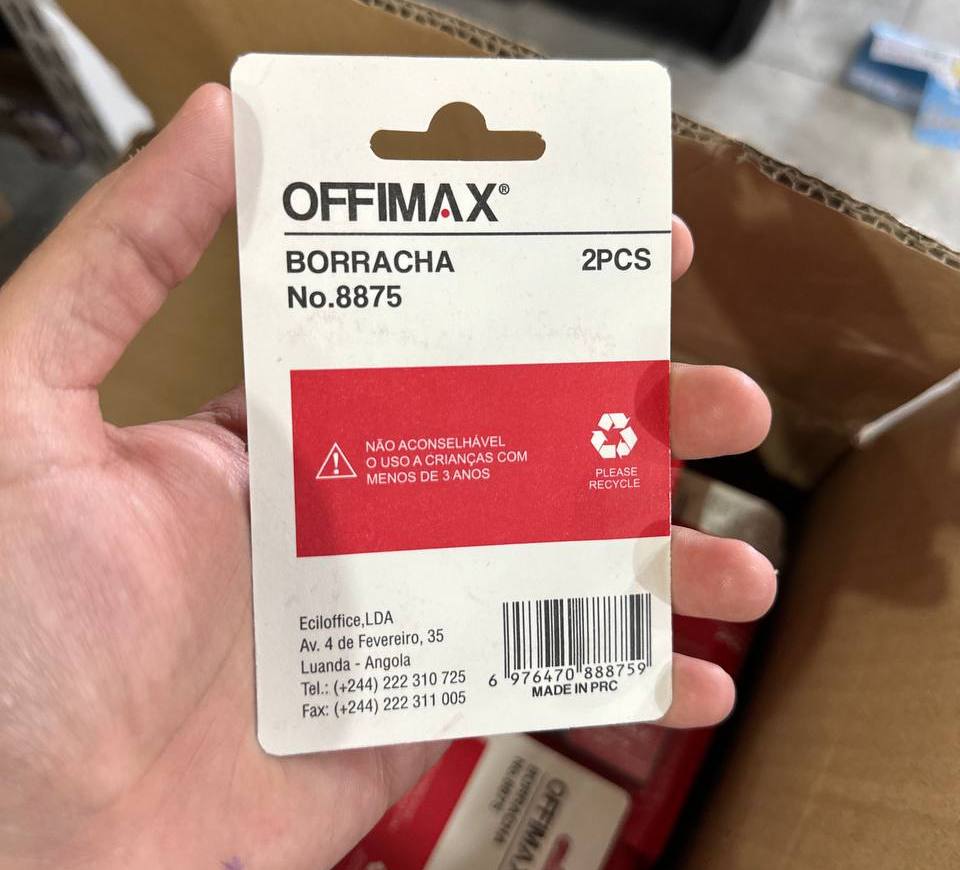 OFFIMAX®
BORRACHA 2PCS
No.8875
NÃO ACONSELHÁVEL
O USO A CRIANÇAS COM
MENOS DE 3 ANOS
PLEASE
RECYCLE
Eciloffice,LDA
Av. 4 de Fevereiro, 35
Luanda - Angola
Tel.: (+244) 222 310 725
Fax: (+244) 222 311 005
6 976470 888759
MADE IN PRC
OFFIMAX
BORRACHA
No.8875